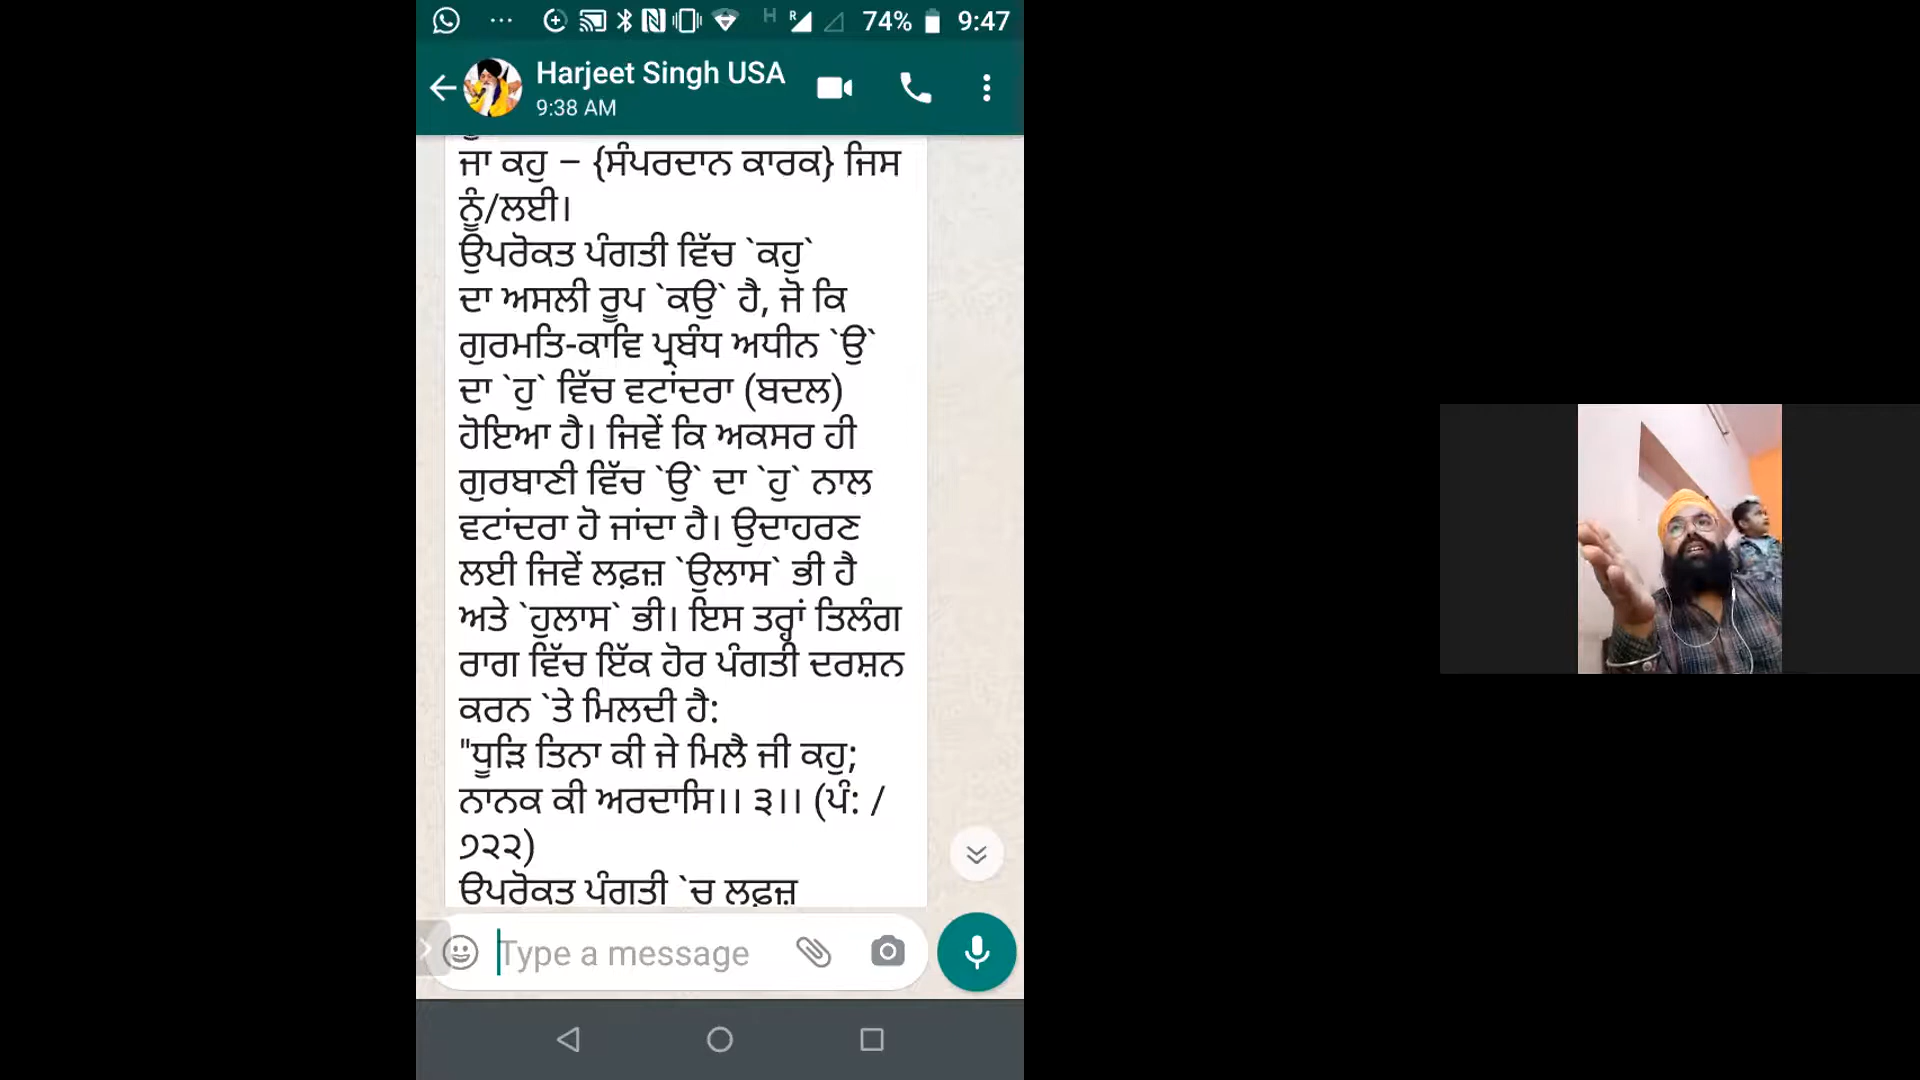 74% 9:47
Harjeet Singh USA
9:38 AM
ਜਾ ਕਹੁ – {ਸੰਪਰਦਾਨ ਕਾਰਕ} ਜਿਸ
ਨੂੰ/ਲਈ।
ਉਪਰੋਕਤ ਪੰਗਤੀ ਵਿੱਚ `ਕਹੁ`
ਦਾ ਅਸਲੀ ਰੂਪ `ਕਉ` ਹੈ, ਜੋ ਕਿ
ਗੁਰਮਤਿ-ਕਾਵਿ ਪ੍ਰਬੰਧ ਅਧੀਨ `ਉ`
ਦਾ `ਹੁ` ਵਿੱਚ ਵਟਾਂਦਰਾ (ਬਦਲ)
ਹੋਇਆ ਹੈ। ਜਿਵੇਂ ਕਿ ਅਕਸਰ ਹੀ
ਗੁਰਬਾਣੀ ਵਿੱਚ `ਉ` ਦਾ `ਹੁ` ਨਾਲ
ਵਟਾਂਦਰਾ ਹੋ ਜਾਂਦਾ ਹੈ। ਉਦਾਹਰਣ
ਲਈ ਜਿਵੇਂ ਲਫ਼ਜ਼ `ਉਲਾਸ` ਭੀ ਹੈ
ਅਤੇ `ਹੁਲਾਸ` ਭੀ। ਇਸ ਤਰ੍ਹਾਂ ਤਿਲੰਗ
ਰਾਗ ਵਿੱਚ ਇੱਕ ਹੋਰ ਪੰਗਤੀ ਦਰਸ਼ਨ
ਕਰਨ `ਤੇ ਮਿਲਦੀ ਹੈ:
"ਧੂੜਿ ਤਿਨਾ ਕੀ ਜੇ ਮਿਲੈ ਜੀ ਕਹੁ;
ਨਾਨਕ ਕੀ ਅਰਦਾਸਿ।। ੩।। (ਪੰ: /
੭੨੨)
ਉਪਰੋਕਤ ਪੰਗਤੀ `ਚ ਲਫ਼ਜ਼
Type a message